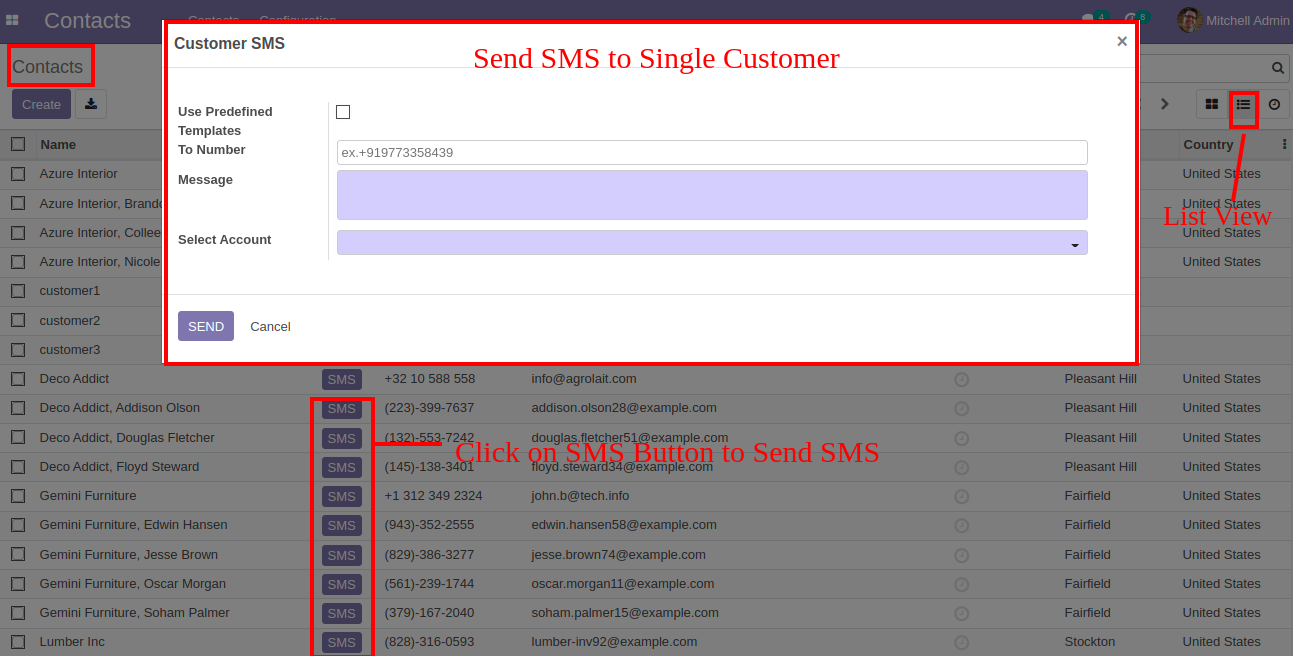 Contacts Contacts Configuration 4 8 Mitchell Admin
Customer SMS ×
Send SMS to Single Customer
Contacts
Create
Use Predefined
Templates
To Number ex.+919773358439
Message
Select Account
SEND Cancel
List View
Name Country
Azure Interior United States
Azure Interior, Brando United States
Azure Interior, Collee United States
Azure Interior, Nicole United States
customer1
customer2
customer3
Deco Addict SMS +32 10 588 558 info@agrolait.com Pleasant Hill United States
Deco Addict, Addison Olson SMS (223)-399-7637 addison.olson28@example.com Pleasant Hill United States
Deco Addict, Douglas Fletcher SMS (132)-553-7242 douglas.fletcher51@example.com Pleasant Hill United States
Click on SMS Button to Send SMS
Deco Addict, Floyd Steward SMS (145)-138-3401 floyd.steward34@example.com Pleasant Hill United States
Gemini Furniture SMS +1 312 349 2324 john.b@tech.info Fairfield United States
Gemini Furniture, Edwin Hansen SMS (943)-352-2555 edwin.hansen58@example.com Fairfield United States
Gemini Furniture, Jesse Brown SMS (829)-386-3277 jesse.brown74@example.com Fairfield United States
Gemini Furniture, Oscar Morgan SMS (561)-239-1744 oscar.morgan11@example.com Fairfield United States
Gemini Furniture, Soham Palmer SMS (379)-167-2040 soham.palmer15@example.com Fairfield United States
Lumber Inc SMS (828)-316-0593 lumber-inv92@example.com Stockton United States